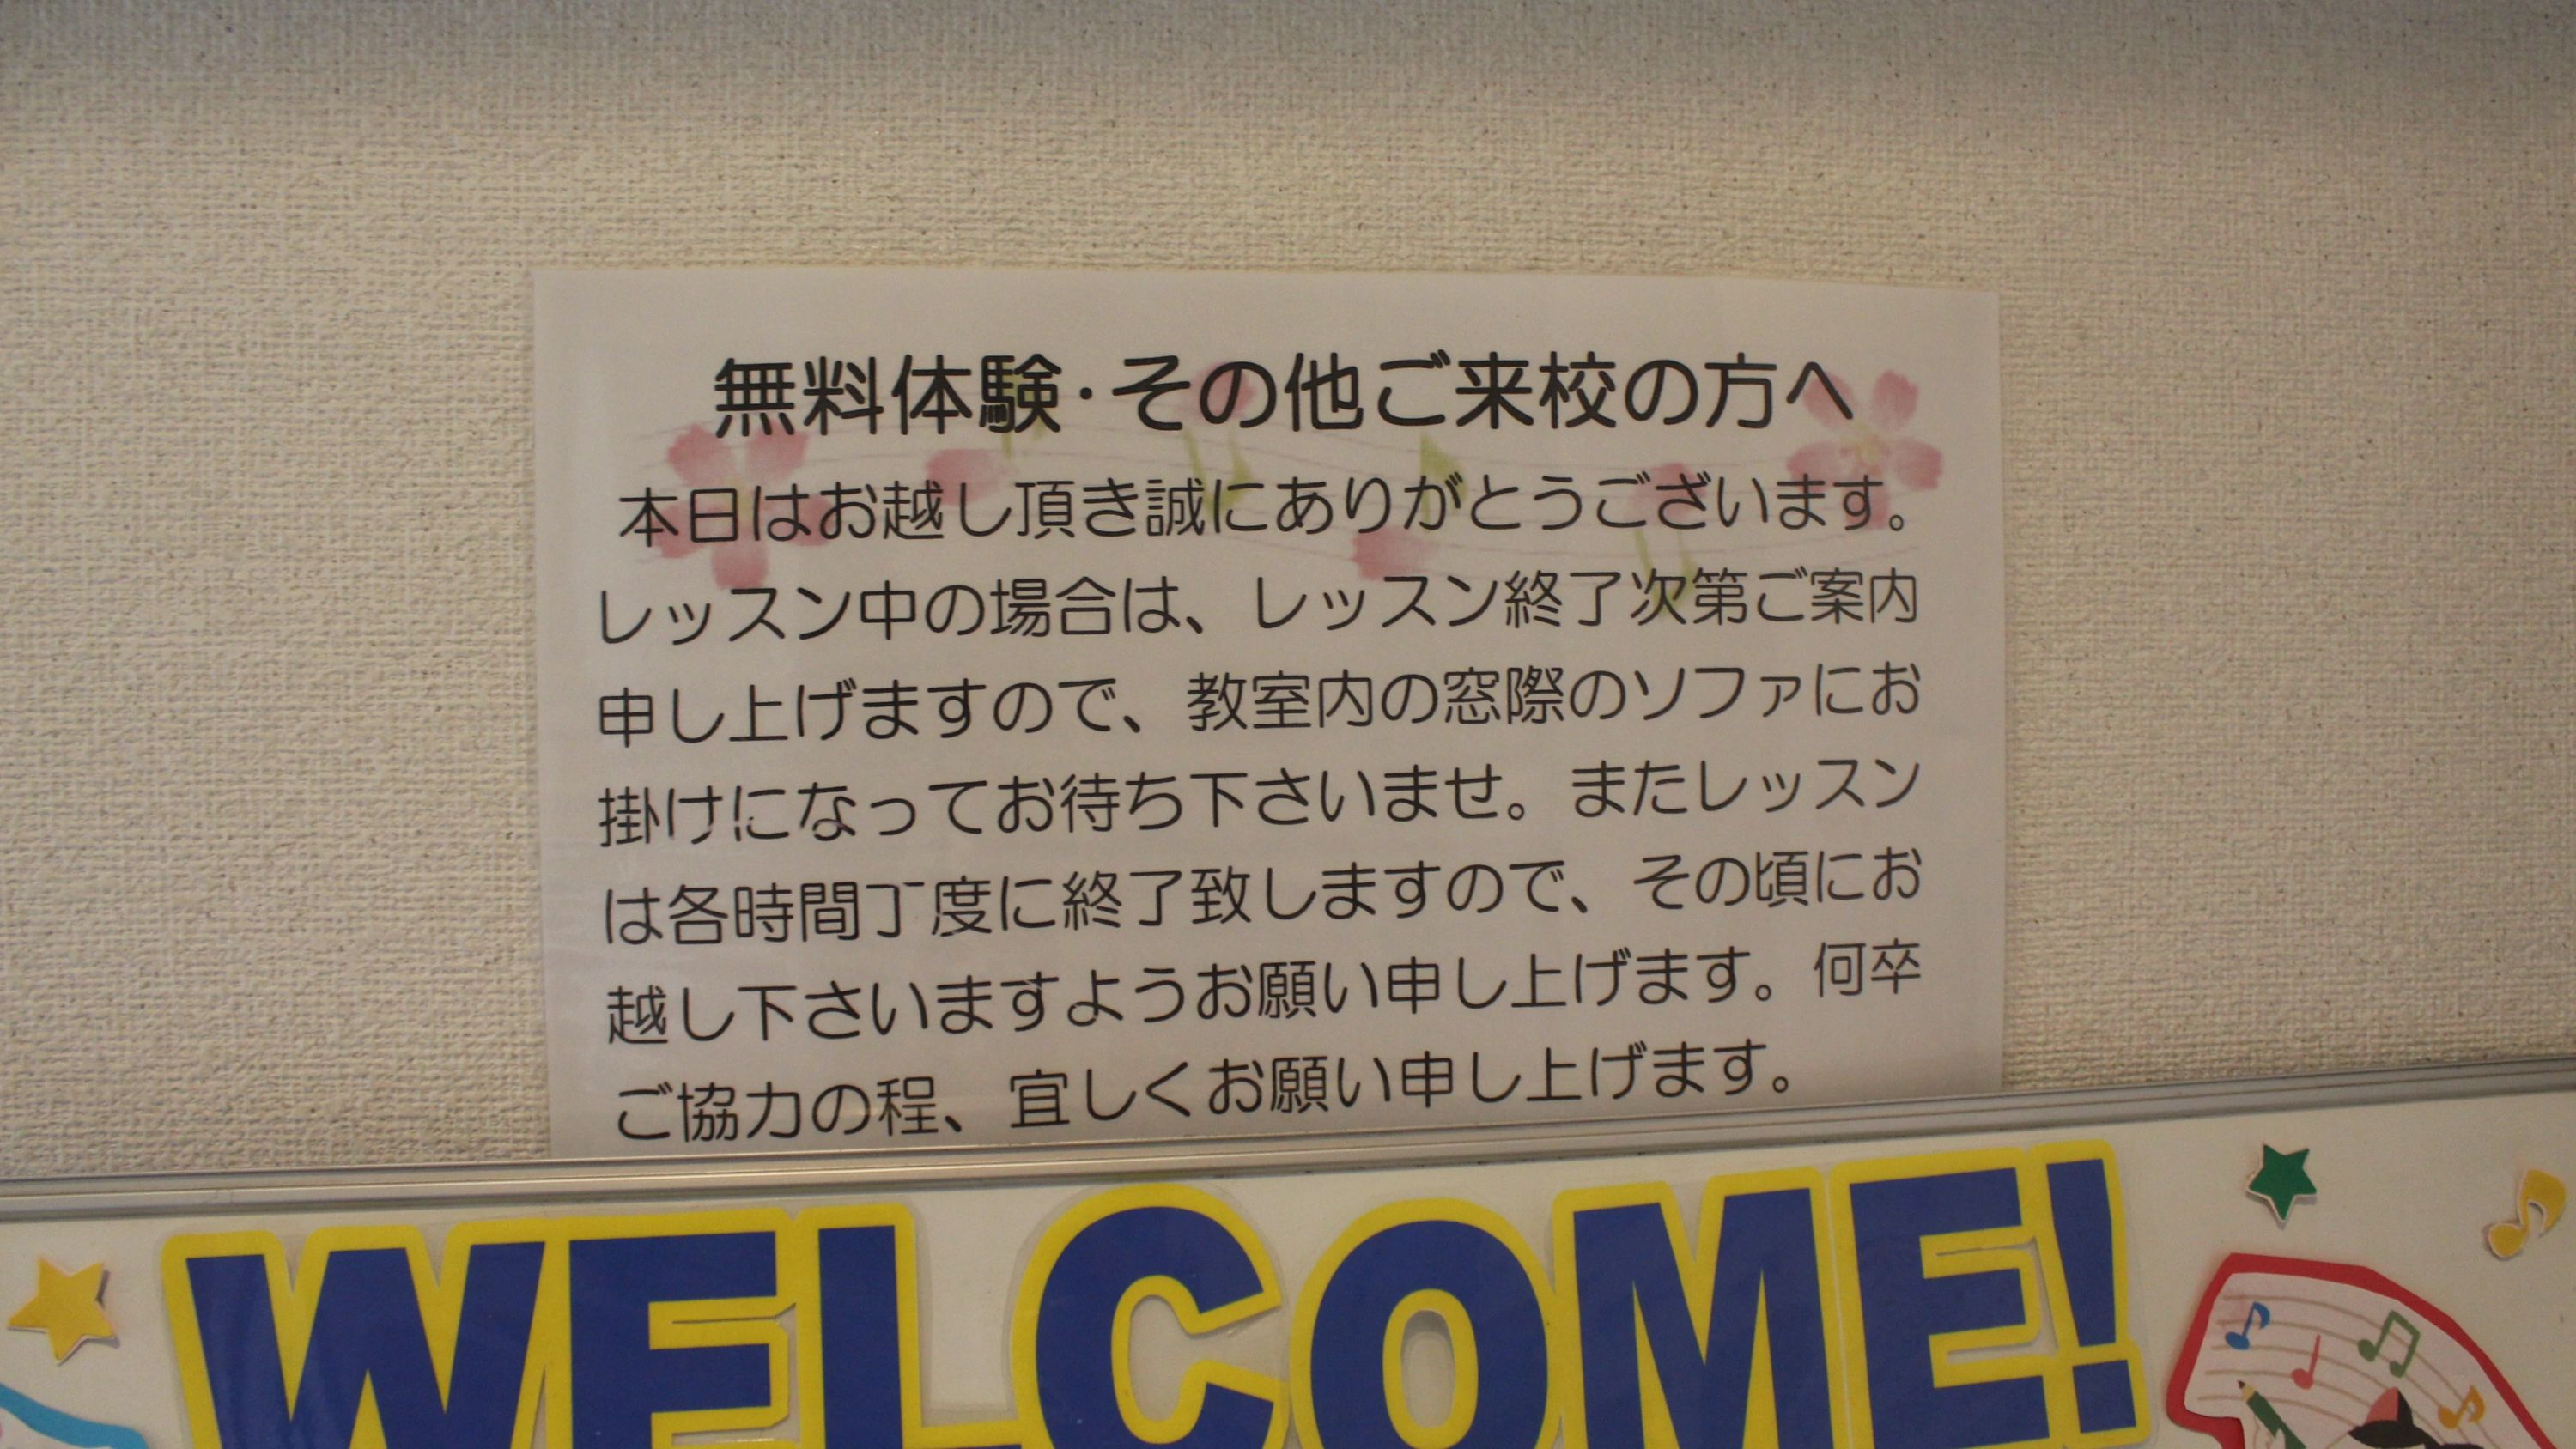 無料体験・その他ご来校の方へ
本日はお越し頂き誠にありがとうございます。
レッスン中の場合は、レッスン終了次第ご案内
申し上げますので、教室内の窓際のソファにお
掛けになってお待ち下さいませ。またレッスン
は各時間丁度に終了致しますので、その頃にお
越し下さいますようお願い申し上げます。何卒
ご協力の程、宜しくお願い申し上げます。
WELCOME!